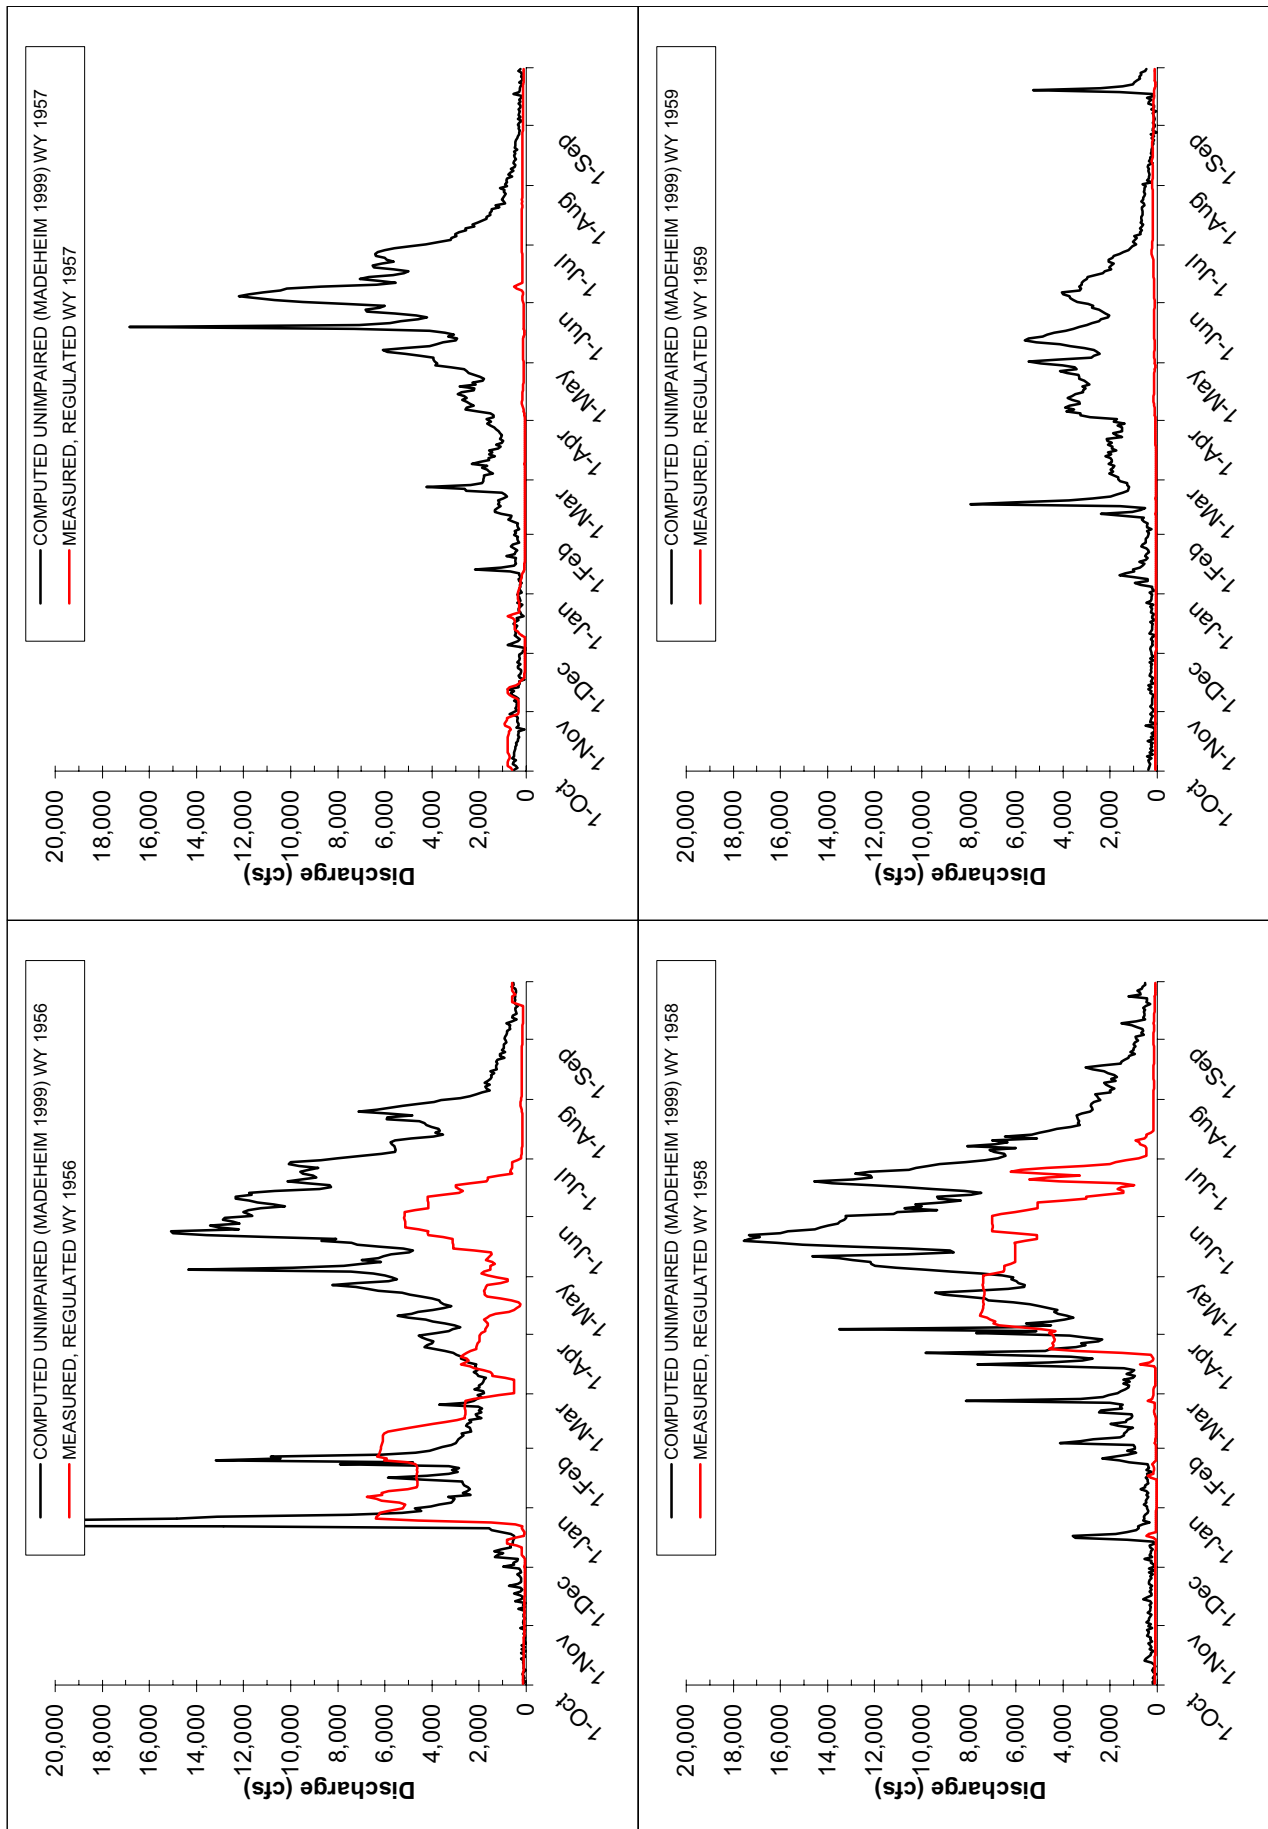 COMPUTED UNIMPAIRED (MADEHEIM 1999) WY 1956
MEASURED, REGULATED WY 1956
Discharge (cfs)
20,000
18,000
16,000
14,000
12,000
10,000
8,000
6,000
4,000
2,000
0
1-Oct
1-Nov
1-Dec
1-Jan
1-Feb
1-Mar
1-Apr
1-May
1-Jun
1-Jul
1-Aug
1-Sep
COMPUTED UNIMPAIRED (MADEHEIM 1999) WY 1957
MEASURED, REGULATED WY 1957
Discharge (cfs)
20,000
18,000
16,000
14,000
12,000
10,000
8,000
6,000
4,000
2,000
0
1-Oct
1-Nov
1-Dec
1-Jan
1-Feb
1-Mar
1-Apr
1-May
1-Jun
1-Jul
1-Aug
1-Sep
COMPUTED UNIMPAIRED (MADEHEIM 1999) WY 1958
MEASURED, REGULATED WY 1958
Discharge (cfs)
20,000
18,000
16,000
14,000
12,000
10,000
8,000
6,000
4,000
2,000
0
1-Oct
1-Nov
1-Dec
1-Jan
1-Feb
1-Mar
1-Apr
1-May
1-Jun
1-Jul
1-Aug
1-Sep
COMPUTED UNIMPAIRED (MADEHEIM 1999) WY 1959
MEASURED, REGULATED WY 1959
Discharge (cfs)
20,000
18,000
16,000
14,000
12,000
10,000
8,000
6,000
4,000
2,000
0
1-Oct
1-Nov
1-Dec
1-Jan
1-Feb
1-Mar
1-Apr
1-May
1-Jun
1-Jul
1-Aug
1-Sep